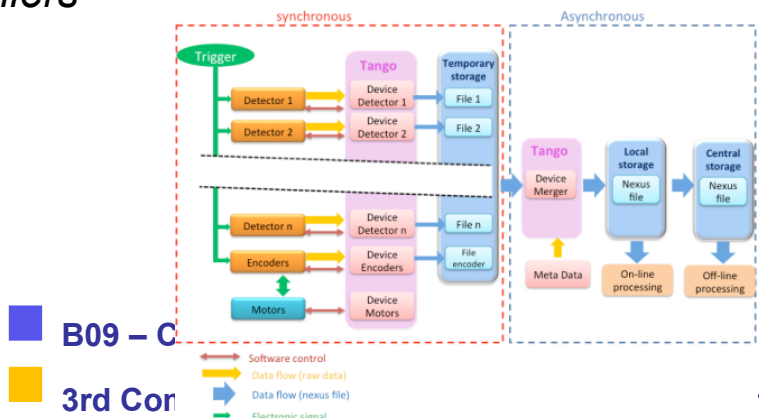 synchronous
Asynchronous
Trigger
Tango
Temporary
storage
Detector 1
Device
Detector 1
File 1
Detector 2
Device
Detector 2
File 2
Tango
Device
Merger
Local
storage
Nexus
file
Central
storage
Nexus
file
Detector n
Device
Detector n
File n
Encoders
Device
Encoders
File
encoder
Meta Data
On-line
processing
Off-line
processing
Motors
Device
Motors
B09 –
Software control
Data flow (raw data)
3rd
Data flow (nexus file)
Electronic signal